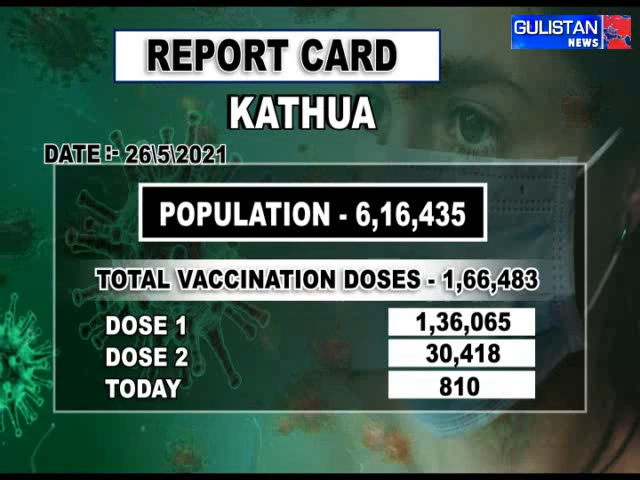 GULISTAN
NEWS
REPORT CARD
KATHUA
DATE :- 26\5\2021
POPULATION - 6,16,435
TOTAL VACCINATION DOSES - 1,66,483
DOSE 1 1,36,065
DOSE 2 30,418
TODAY 810